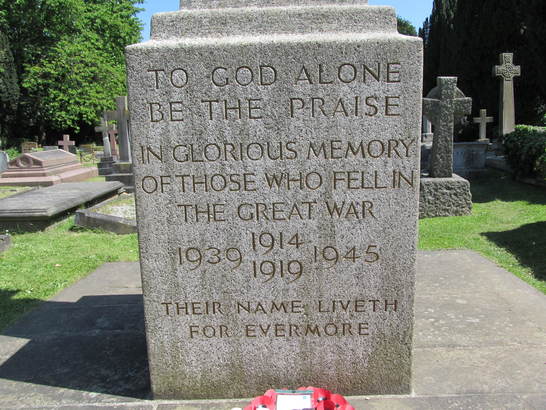 TO GOD ALONE
BE THE PRAISE
IN GLORIOUS MEMORY
OF THOSE WHO FELL IN
THE GREAT WAR
1914
1939 1945
1919
THEIR NAME LIVETH
FOR EVERMORE